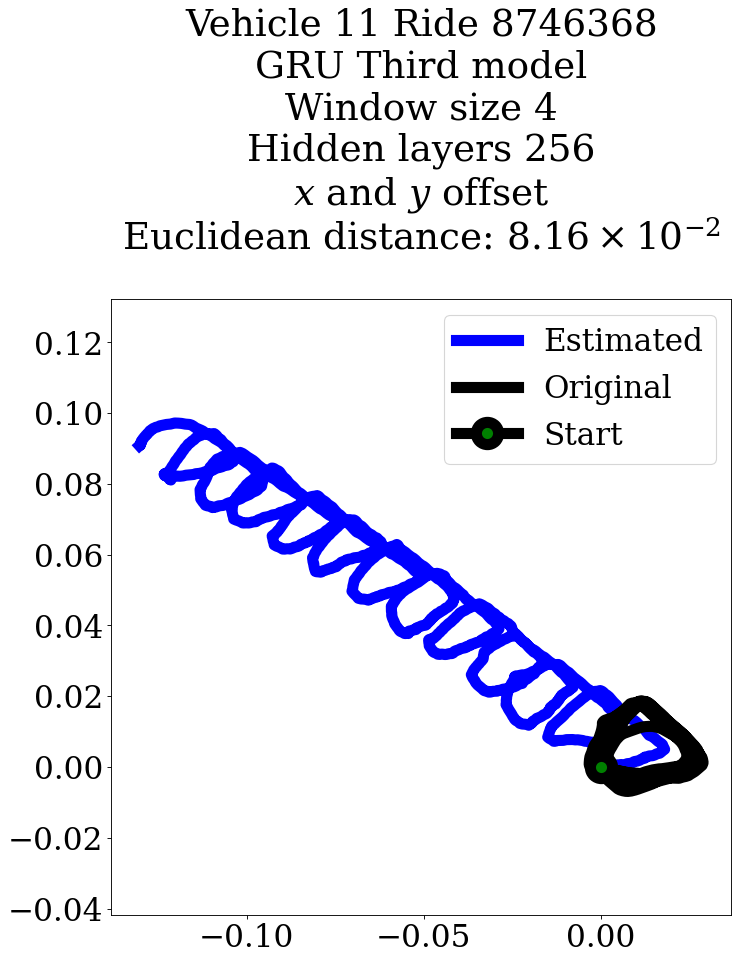 Vehicle 11 Ride 8746368
GRU Third model
Window size 4
Hidden layers 256
x and y offset
Euclidean distance: 8.16 × 10⁻²
Estimated
Original
Start
0.12
0.10
0.08
0.06
0.04
0.02
0.00
−0.02
−0.04
−0.10
−0.05
0.00